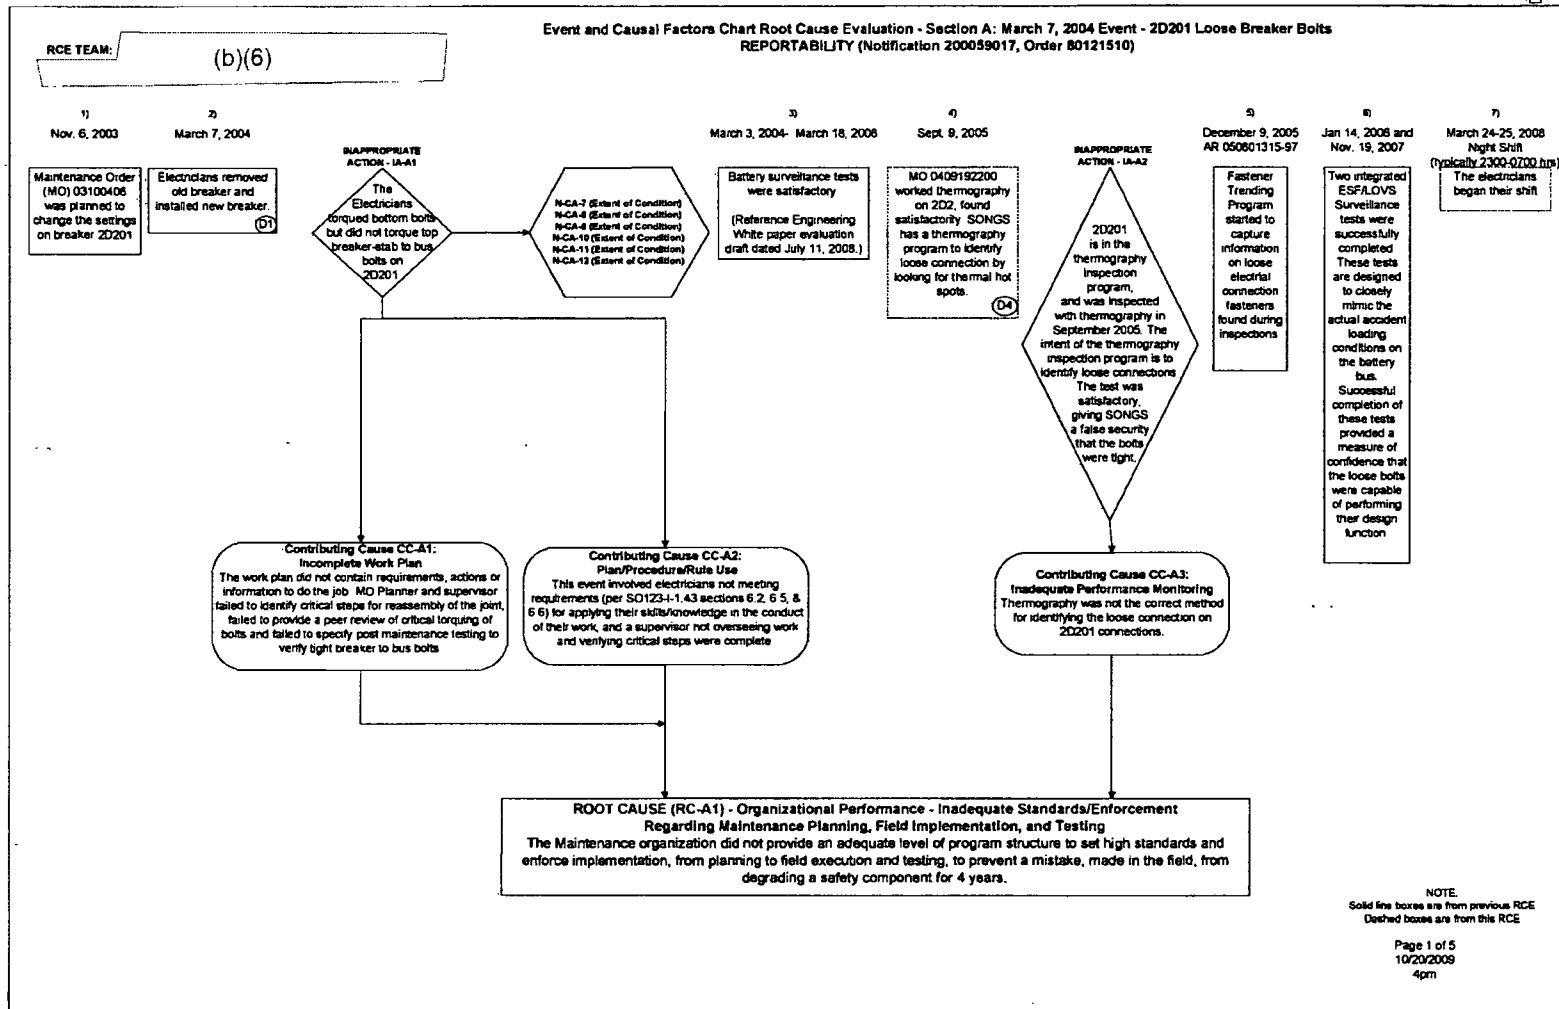 Event and Causal Factors Chart Root Cause Evaluation - Section A: March 7, 2004 Event - 2D201 Loose Breaker Bolts
REPORTABILITY (Notification 200059017, Order 80121510)
RCE TEAM:
(b)(6)
1)
Nov. 6, 2003
Maintenance Order
(MO) 03100406
was planned to
change the settings
on breaker 2D201
2)
March 7, 2004
Electricians removed
old breaker and
installed new breaker.
D1
INAPPROPRIATE
ACTION - IA-A1
The
Electricians
torqued bottom bolts
but did not torque top
breaker-stab to bus
bolts on
2D201
N-CA-7 (Extent of Condition)
N-CA-8 (Extent of Condition)
N-CA-9 (Extent of Condition)
N-CA-10 (Extent of Condition)
N-CA-11 (Extent of Condition)
N-CA-12 (Extent of Condition)
3)
March 3, 2004- March 18, 2008
Battery surveillance tests
were satisfactory
(Reference Engineering
White paper evaluation
draft dated July 11, 2008.)
4)
Sept. 9, 2005
MO 0409192200
worked thermography
on 2D2, found
satisfactority SONGS
has a thermography
program to identify
loose connection by
looking for thermal hot
spots.
D4
INAPPROPRIATE
ACTION - IA-A2
2D201
is in the
thermography
inspection
program,
and was inspected
with thermography in
September 2005. The
intent of the thermography
inspection program is to
identify loose connections
The test was
satisfactory,
giving SONGS
a false security
that the bolts
were tight.
5)
December 9, 2005
AR 050601315-97
Fastener
Trending
Program
started to
capture
information
on loose
electrial
connection
fasteners
found during
inspections
6)
Jan 14, 2006 and
Nov. 19, 2007
Two integrated
ESF/LOVS
Surveillance
tests were
successfully
completed
These tests
are designed
to closely
mimic the
actual accident
loading
conditions on
the battery
bus.
Successful
completion of
these tests
provided a
measure of
confidence that
the loose bolts
were capable
of performing
their design
function
7)
March 24-25, 2008
Night Shift
(typically 2300-0700 hrs)
The electricians
began their shift
Contributing Cause CC-A1:
Incomplete Work Plan
The work plan did not contain requirements, actions or
information to do the job MO Planner and supervisor
failed to identify critical steps for reassembly of the joint,
failed to provide a peer review of critical torquing of
bolts and failed to specify post maintenance testing to
verify tight breaker to bus bolts
Contributing Cause CC-A2:
Plan/Procedure/Rule Use
This event involved electricians not meeting
requirements (per SO123-I-1.43 sections 6.2, 6 5, &
6 6) for applying their skills/knowledge in the conduct
of their work, and a supervisor not overseeing work
and verifying critical steps were complete
Contributing Cause CC-A3:
Inadequate Performance Monitoring
Thermography was not the correct method
for identifying the loose connection on
2D201 connections.
ROOT CAUSE (RC-A1) - Organizational Performance - Inadequate Standards/Enforcement
Regarding Maintenance Planning, Field Implementation, and Testing
The Maintenance organization did not provide an adequate level of program structure to set high standards and
enforce implementation, from planning to field execution and testing, to prevent a mistake, made in the field, from
degrading a safety component for 4 years.
NOTE.
Solid line boxes are from previous RCE
Dashed boxes are from this RCE
Page 1 of 5
10/20/2009
4pm